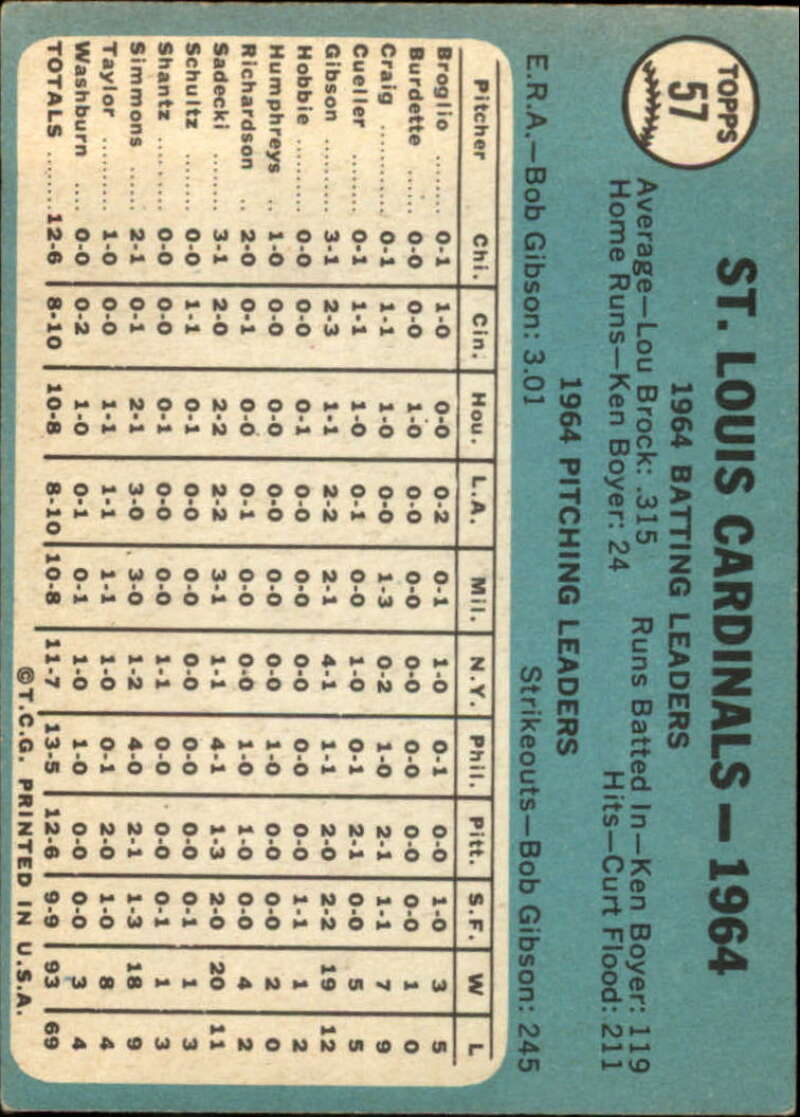 TOPPS
57
ST. LOUIS CARDINALS—1964
1964 BATTING LEADERS
Average—Lou Brock: .315 Runs Batted In—Ken Boyer: 119
Home Runs—Ken Boyer: 24 Hits—Curt Flood: 211
1964 PITCHING LEADERS
E.R.A.—Bob Gibson: 3.01 Strikeouts—Bob Gibson: 245
Pitcher Chi. Cin. Hou. L.A. Mil. N.Y. Phil. Pitt. S.F. W L
Broglio ........ 0-1 1-0 0-0 0-2 0-1 1-0 0-1 0-0 1-0 3 5
Burdette ...... 0-0 0-0 1-0 0-0 0-0 0-0 0-0 0-0 0-0 1 0
Craig ........... 0-1 1-1 1-0 0-0 1-3 0-2 1-0 2-1 1-1 7 9
Cueller ........ 0-1 1-1 1-0 0-1 0-0 1-0 0-1 2-1 0-0 5 5
Gibson ......... 3-1 2-3 1-1 2-2 2-1 4-1 1-1 2-0 2-2 19 12
Hobbie ......... 0-0 0-0 0-1 0-0 0-0 0-0 0-0 0-0 1-1 1 2
Humphreys .. 1-0 0-0 0-0 0-0 0-0 0-0 1-0 0-0 0-0 2 0
Richardson .. 2-0 0-1 0-0 0-1 0-0 0-0 1-0 1-0 0-0 4 2
Sadecki ....... 3-1 2-0 2-2 2-2 3-1 1-1 4-1 1-3 2-0 20 11
Schultz ........ 0-0 1-1 0-1 0-0 0-0 0-0 0-0 0-0 0-1 1 3
Shantz ......... 0-0 0-0 0-1 0-0 0-0 1-1 0-0 0-0 0-1 1 3
Simmons ...... 2-1 0-1 2-1 3-0 3-0 1-2 4-0 2-1 1-3 18 9
Taylor .......... 1-0 0-0 1-1 1-1 1-1 1-0 0-1 2-0 1-0 8 4
Washburn ..... 0-0 0-2 1-0 0-1 0-1 1-0 1-0 0-0 0-0 3 4
TOTALS ....... 12-6 8-10 10-8 8-10 10-8 11-7 13-5 12-6 9-9 93 69
©T.C.G. PRINTED IN U.S.A.